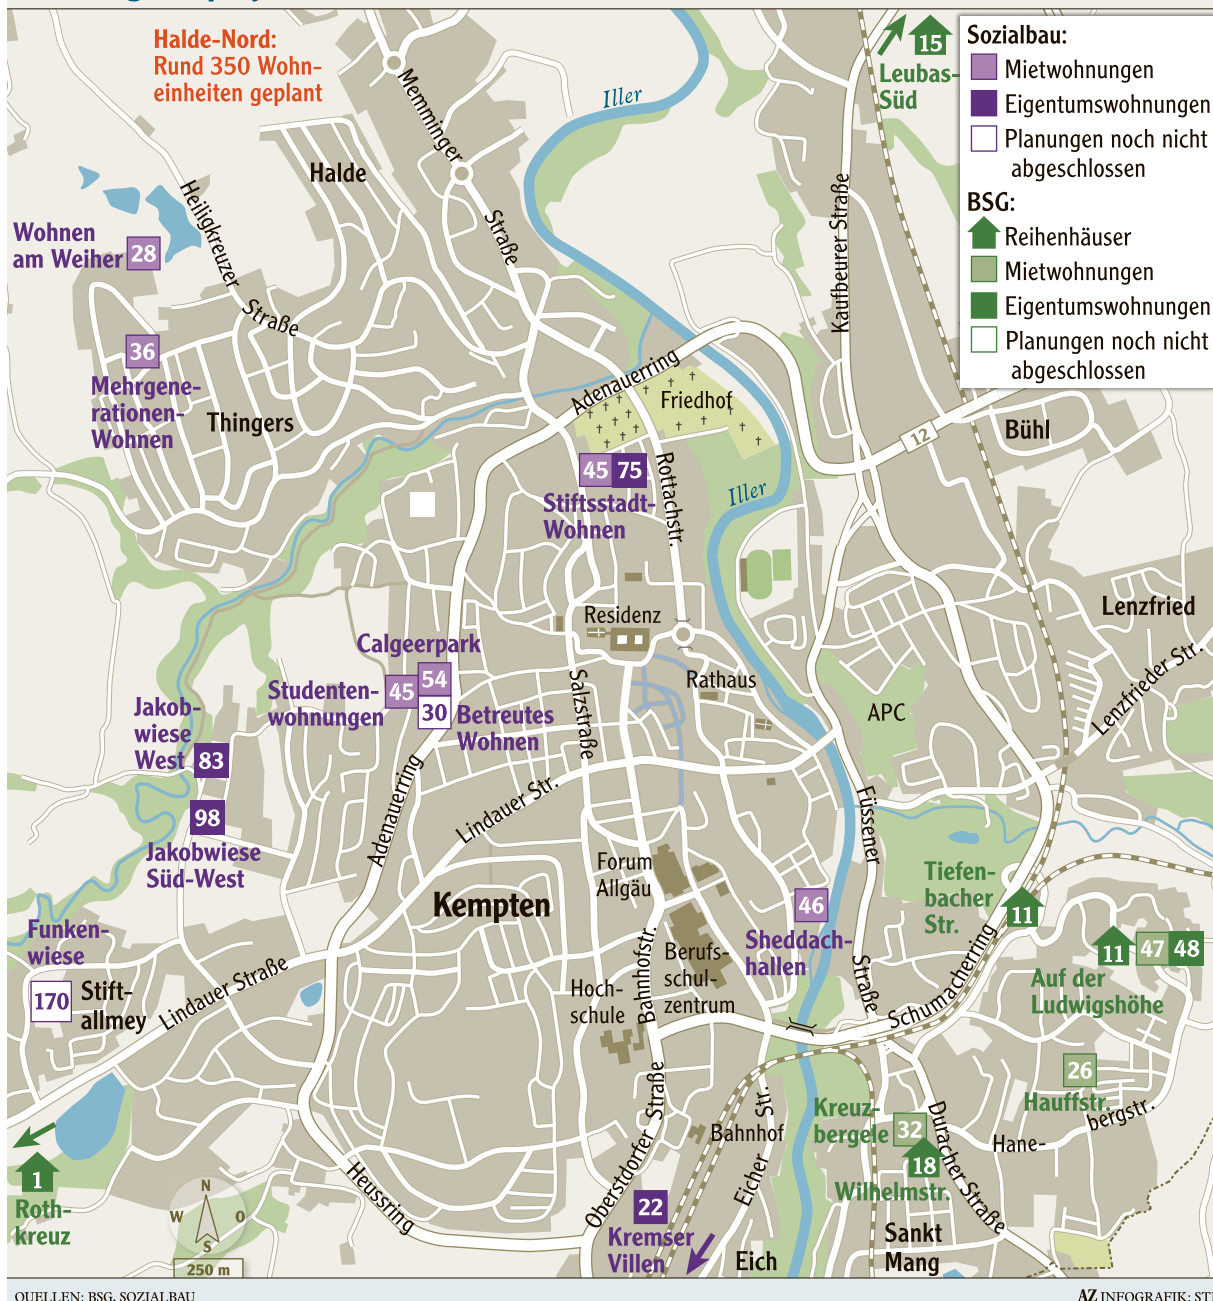 Halde-Nord:
Rund 350 Wohn-
einheiten geplant
Memminger
Straße
Iller
15
Leubas-
Süd
Sozialbau:
Mietwohnungen
Eigentumswohnungen
Planungen noch nicht
abgeschlossen
BSG:
Reihenhäuser
Mietwohnungen
Eigentumswohnungen
Planungen noch nicht
abgeschlossen
Halde
Heiligkreuzer
Straße
Kaufbeurer Straße
Wohnen
am Weiher
28
36
Mehrgene-
rationen-
Wohnen
Thingers
Adenauerring
Friedhof
12
Bühl
45
75
Stiftsstadt-
Wohnen
Rottachstr.
Iller
Residenz
Lenzfried
Lenzfrieder Str.
Calgeerpark
54
Studenten-
wohnungen
45
30
Betreutes
Wohnen
Salzstraße
Rathaus
APC
Jakob-
wiese
West
83
98
Jakobwiese
Süd-West
Adenauerring
Lindauer Str.
Füssener
Straße
Forum
Allgäu
Kempten
Tiefen-
bacher
Str.
11
46
Sheddach-
hallen
Berufs-
schul-
zentrum
Bahnhofstr.
Hoch-
schule
Funken-
wiese
170
Stift-
allmey
Lindauer Straße
Schumacherring
11
47
48
Auf der
Ludwigshöhe
26
Hauffstr.
Hane-
bergstr.
Kreuz-
bergele
32
18
Wilhelmstr.
Duracher Straße
Bahnhof
Eicher Str.
Oberstdorfer Straße
Heussring
1
Roth-
kreuz
N
W
O
S
250 m
22
Kremser
Villen
Eich
Sankt
Mang
QUELLEN: BSG, SOZIALBAU
AZ INFOGRAFIK: